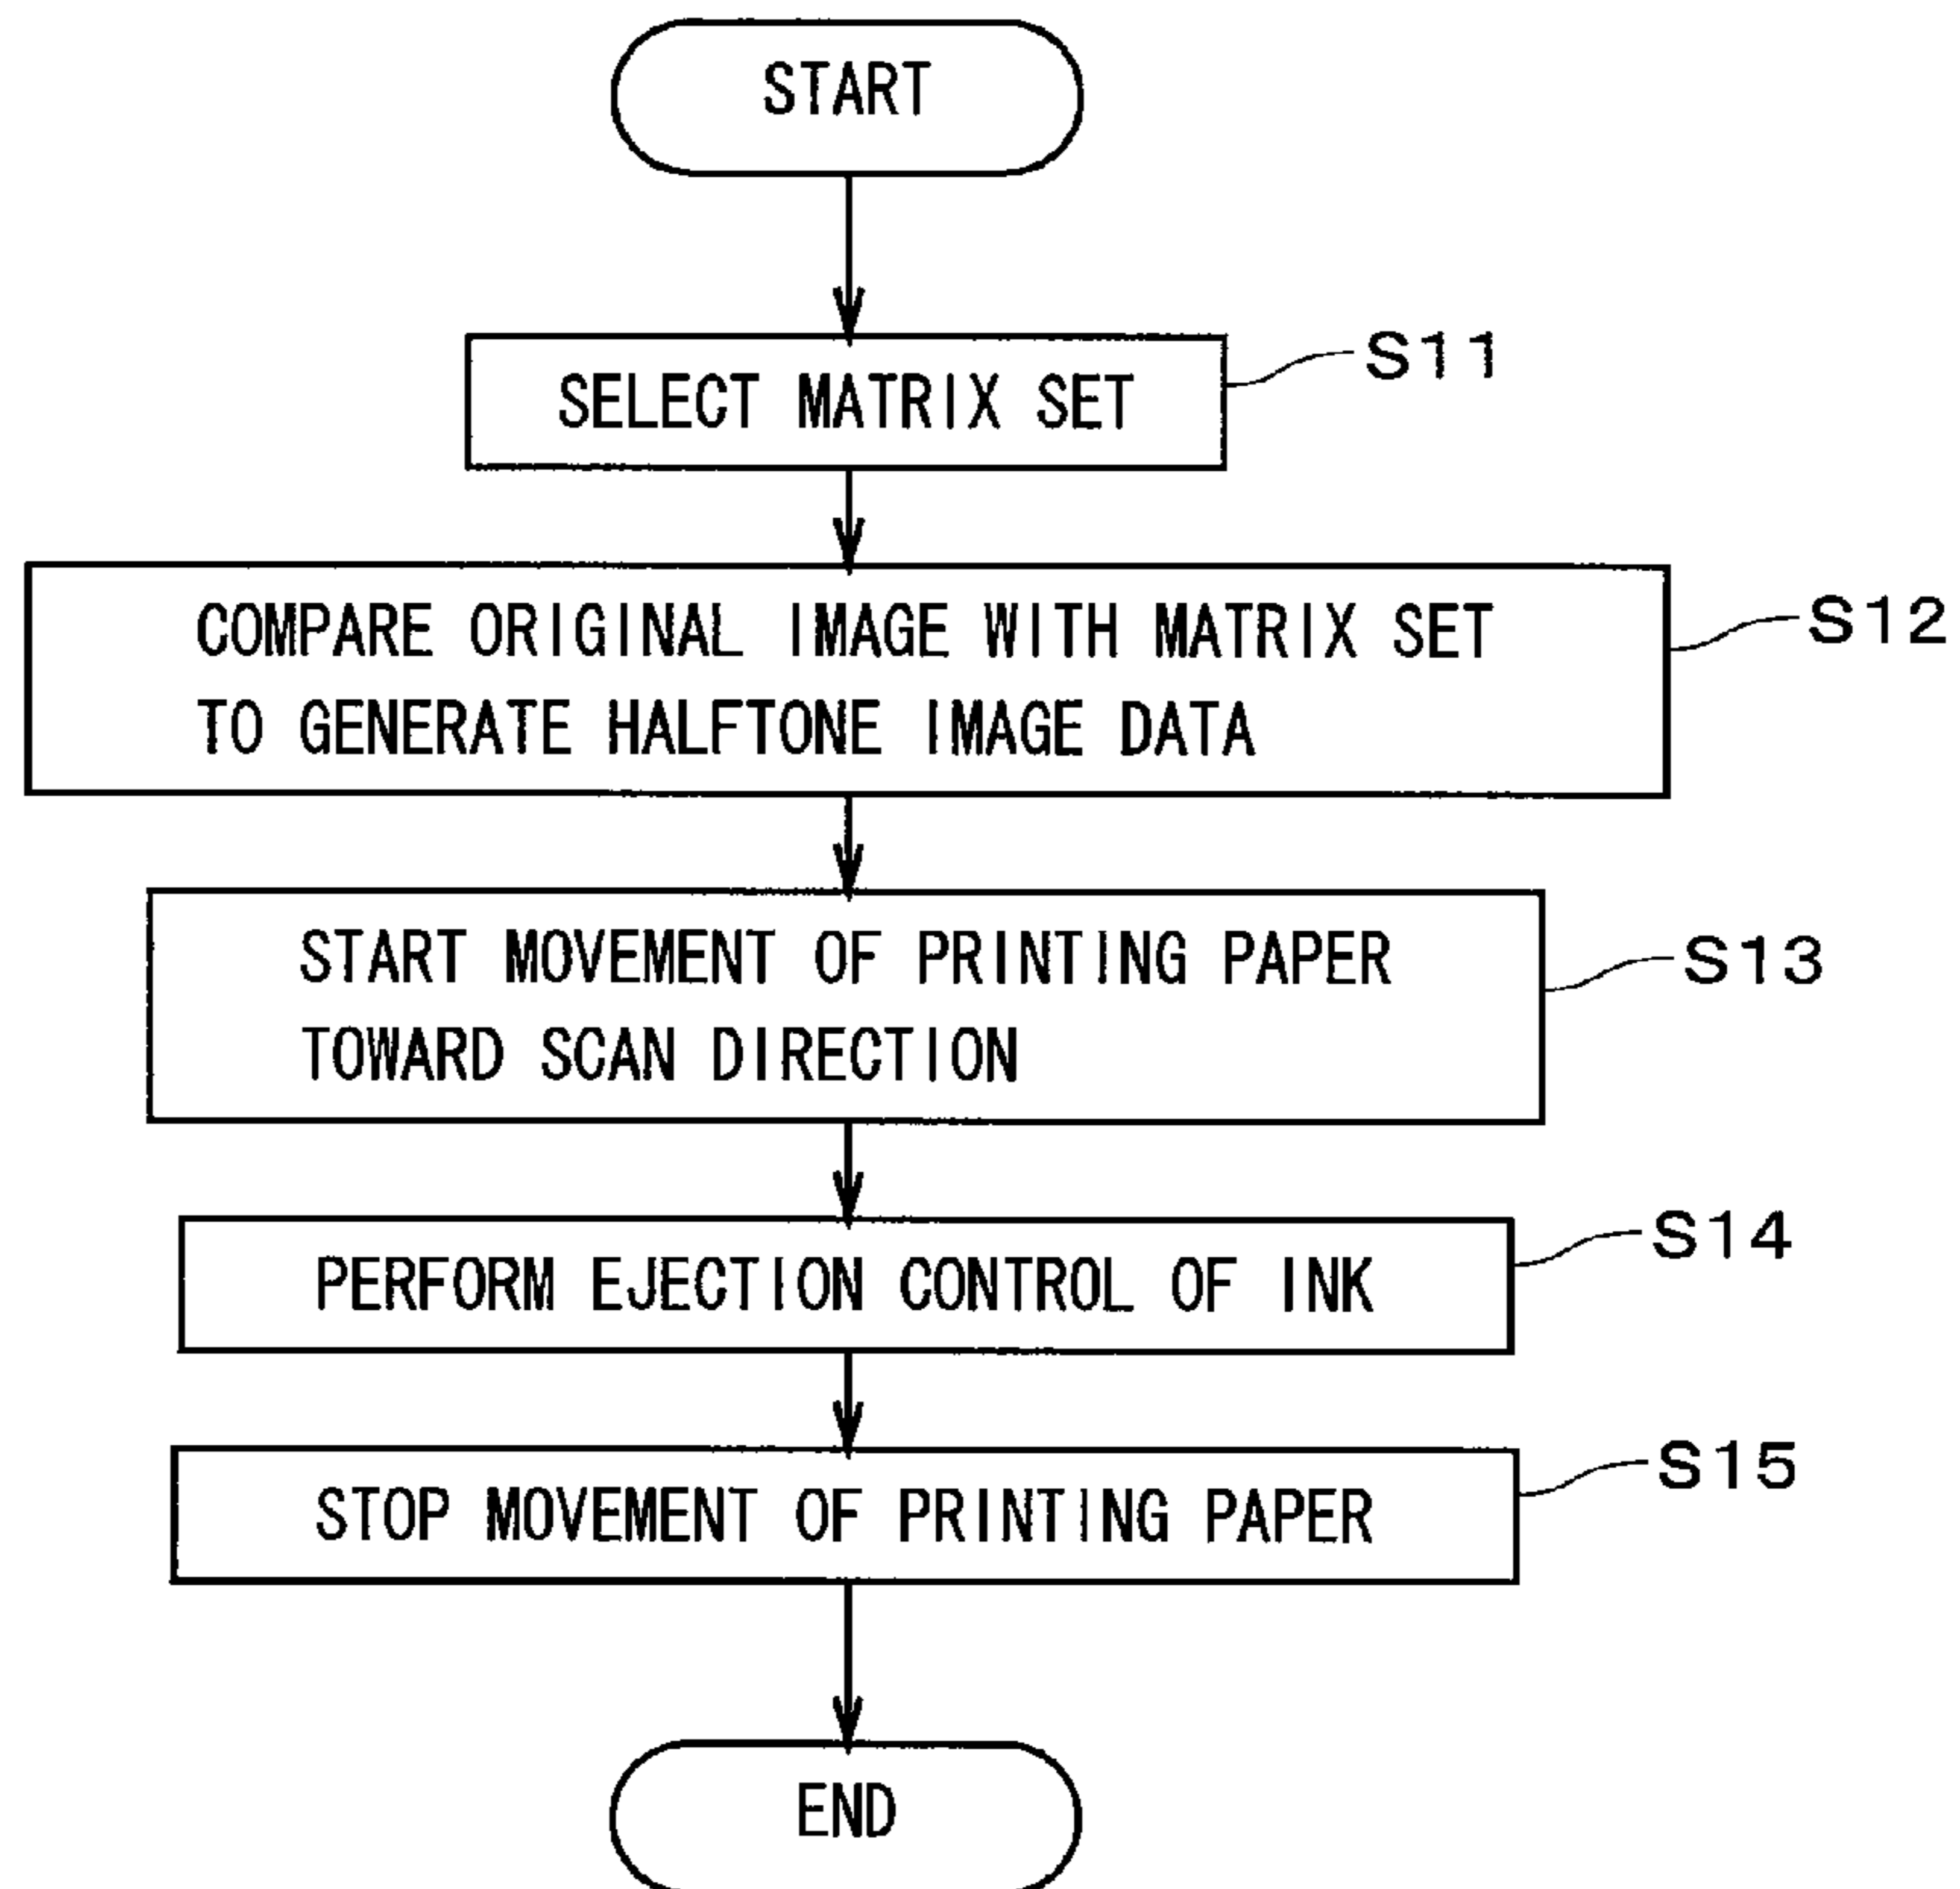 START
S11
SELECT MATRIX SET
S12
COMPARE ORIGINAL IMAGE WITH MATRIX SET
TO GENERATE HALFTONE IMAGE DATA
S13
START MOVEMENT OF PRINTING PAPER
TOWARD SCAN DIRECTION
S14
PERFORM EJECTION CONTROL OF INK
S15
STOP MOVEMENT OF PRINTING PAPER
END